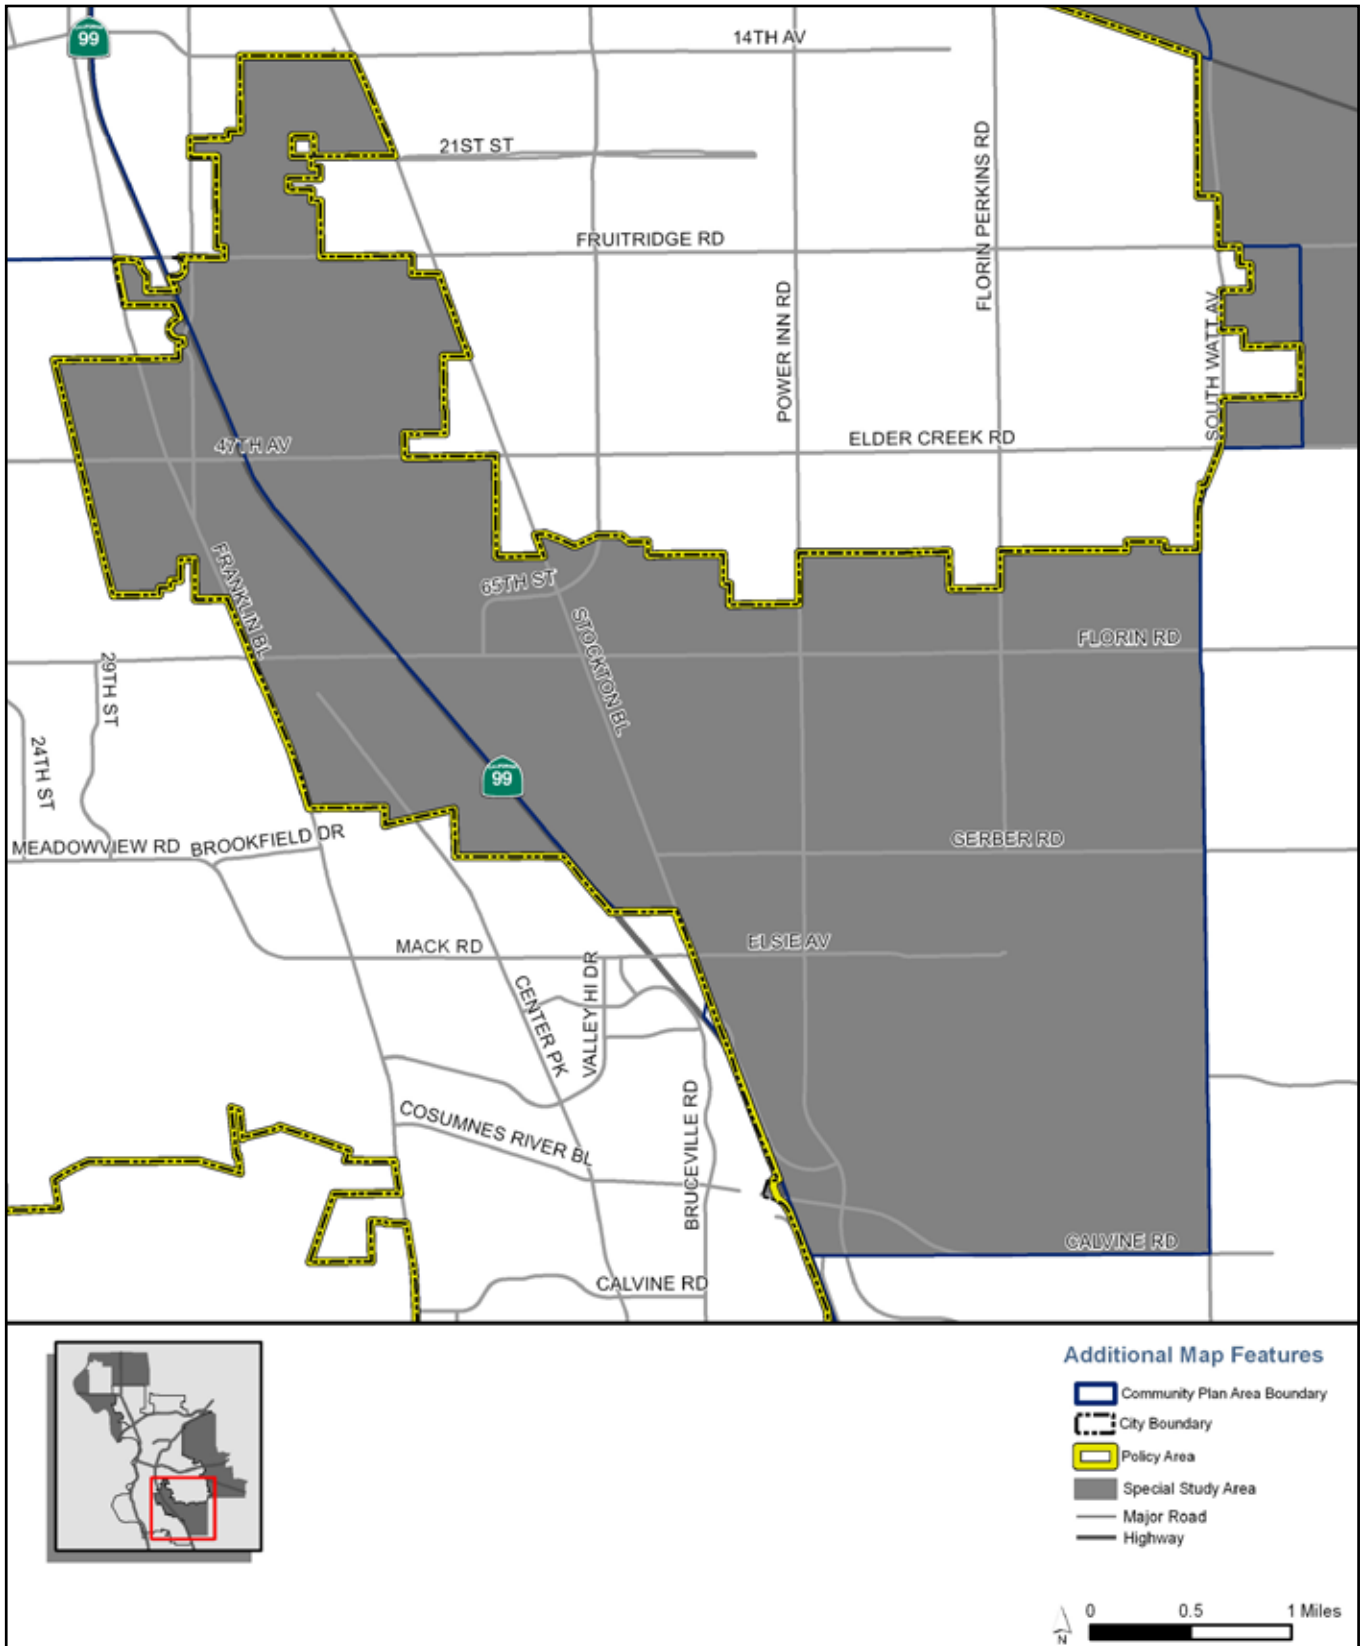 99
14TH AV
21ST ST
FLORIN PERKINS RD
FRUITRIDGE RD
POWER INN RD
SOUTH WATT AV
47TH AV
ELDER CREEK RD
FRANKLIN BL
65TH ST
STOCKTON BL
FLORIN RD
29TH ST
24TH ST
99
MEADOWVIEW RD
BROOKFIELD DR
GERBER RD
MACK RD
ELSIE AV
CENTER PK
VALLEY HI DR
COSUMNES RIVER BL
BRUCEVILLE RD
CALVINE RD
CALVINE RD
Additional Map Features
Community Plan Area Boundary
City Boundary
Policy Area
Special Study Area
Major Road
Highway
N
0 0.5 1 Miles